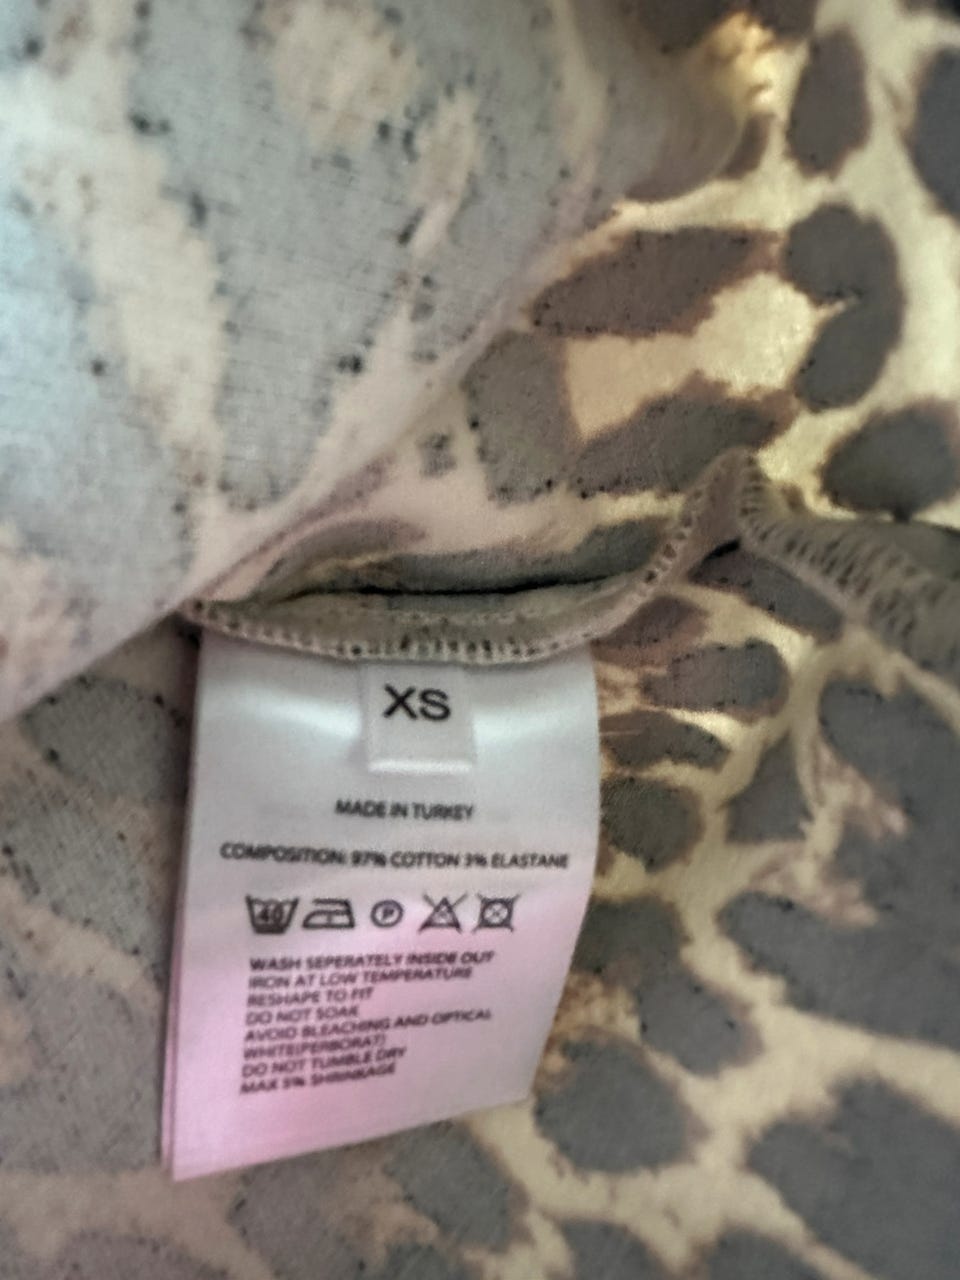 XS
MADE IN TURKEY
COMPOSITION: 97% COTTON 3% ELASTANE
40 P
WASH SEPERATELY INSIDE OUT
IRON AT LOW TEMPERATURE
RESHAPE TO FIT
DO NOT SOAK
AVOID BLEACHING AND OPTICAL
WHITE(PERBORAT)
DO NOT TUMBLE DRY
MAX 5% SHRINKAGE